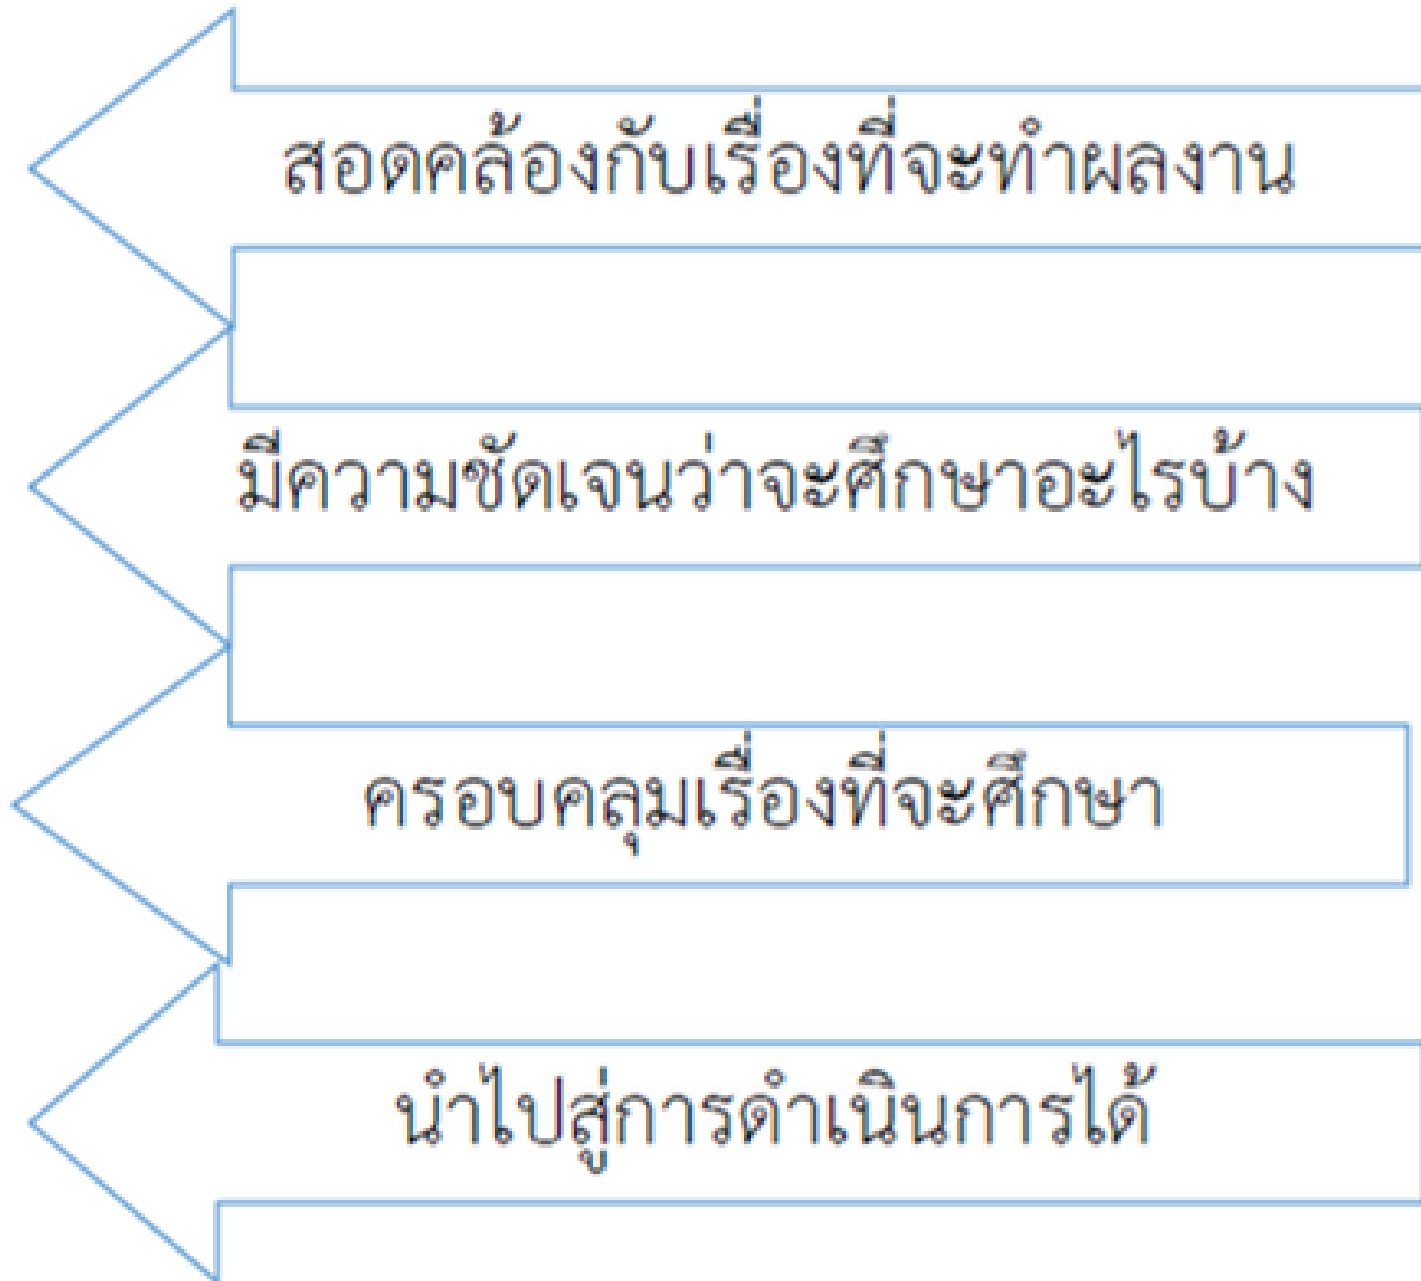 สอดคล้องกับเรื่องที่จะทำผลงาน
มีความชัดเจนว่าจะศึกษาอะไรบ้าง
ครอบคลุมเรื่องที่จะศึกษา
นำไปสู่การดำเนินการได้